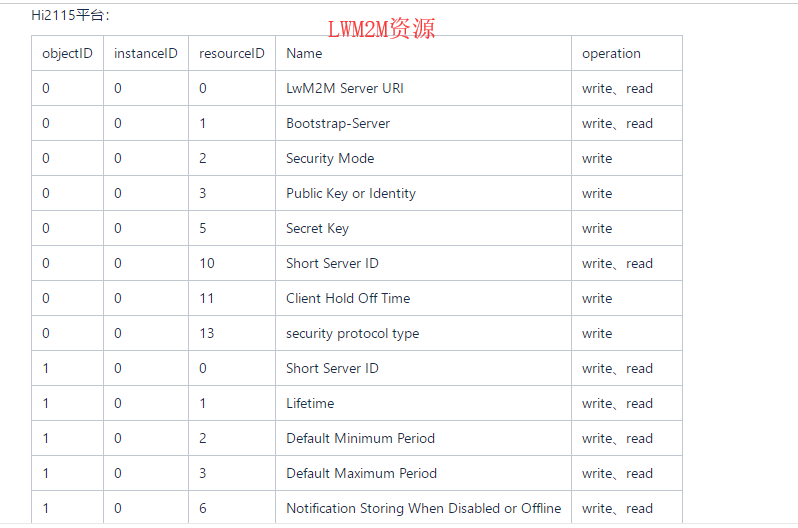 Hi2115平台：
LWM2M资源
objectID instanceID resourceID Name operation
0 0 0 LwM2M Server URI write、read
0 0 1 Bootstrap-Server write、read
0 0 2 Security Mode write
0 0 3 Public Key or Identity write
0 0 5 Secret Key write
0 0 10 Short Server ID write、read
0 0 11 Client Hold Off Time write
0 0 13 security protocol type write
1 0 0 Short Server ID write、read
1 0 1 Lifetime write、read
1 0 2 Default Minimum Period write、read
1 0 3 Default Maximum Period write、read
1 0 6 Notification Storing When Disabled or Offline write、read